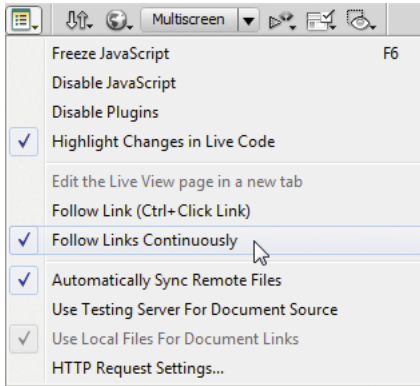 Multiscreen
Freeze JavaScript F6
Disable JavaScript
Disable Plugins
Highlight Changes in Live Code
Edit the Live View page in a new tab
Follow Link (Ctrl+Click Link)
Follow Links Continuously
Automatically Sync Remote Files
Use Testing Server For Document Source
Use Local Files For Document Links
HTTP Request Settings...